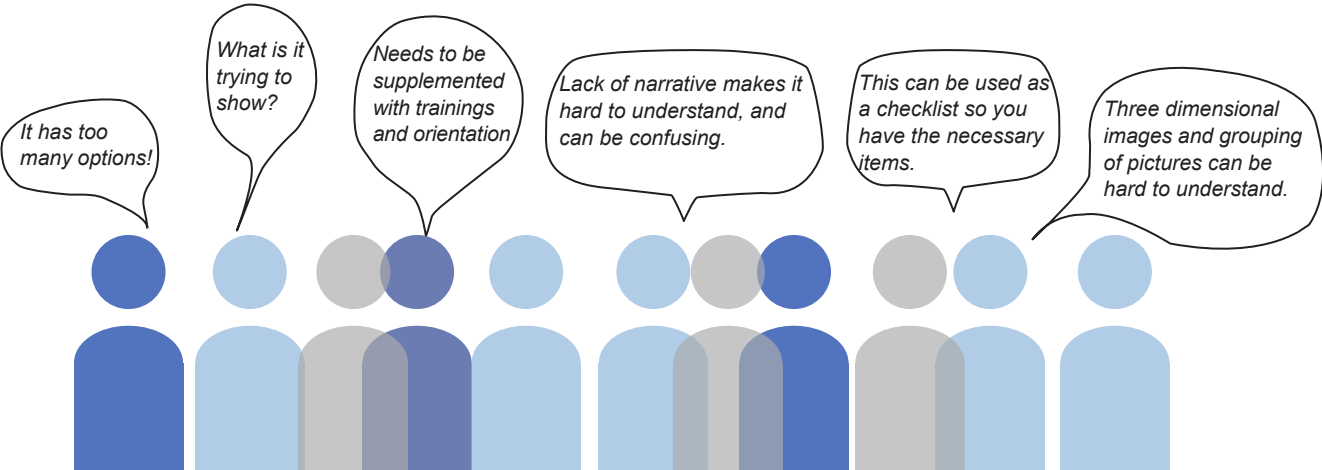 It has too
many options!
What is it
trying to
show?
Needs to be
supplemented
with trainings
and orientation
Lack of narrative makes it
hard to understand, and
can be confusing.
This can be used as
a checklist so you
have the necessary
items.
Three dimensional
images and grouping
of pictures can be
hard to understand.